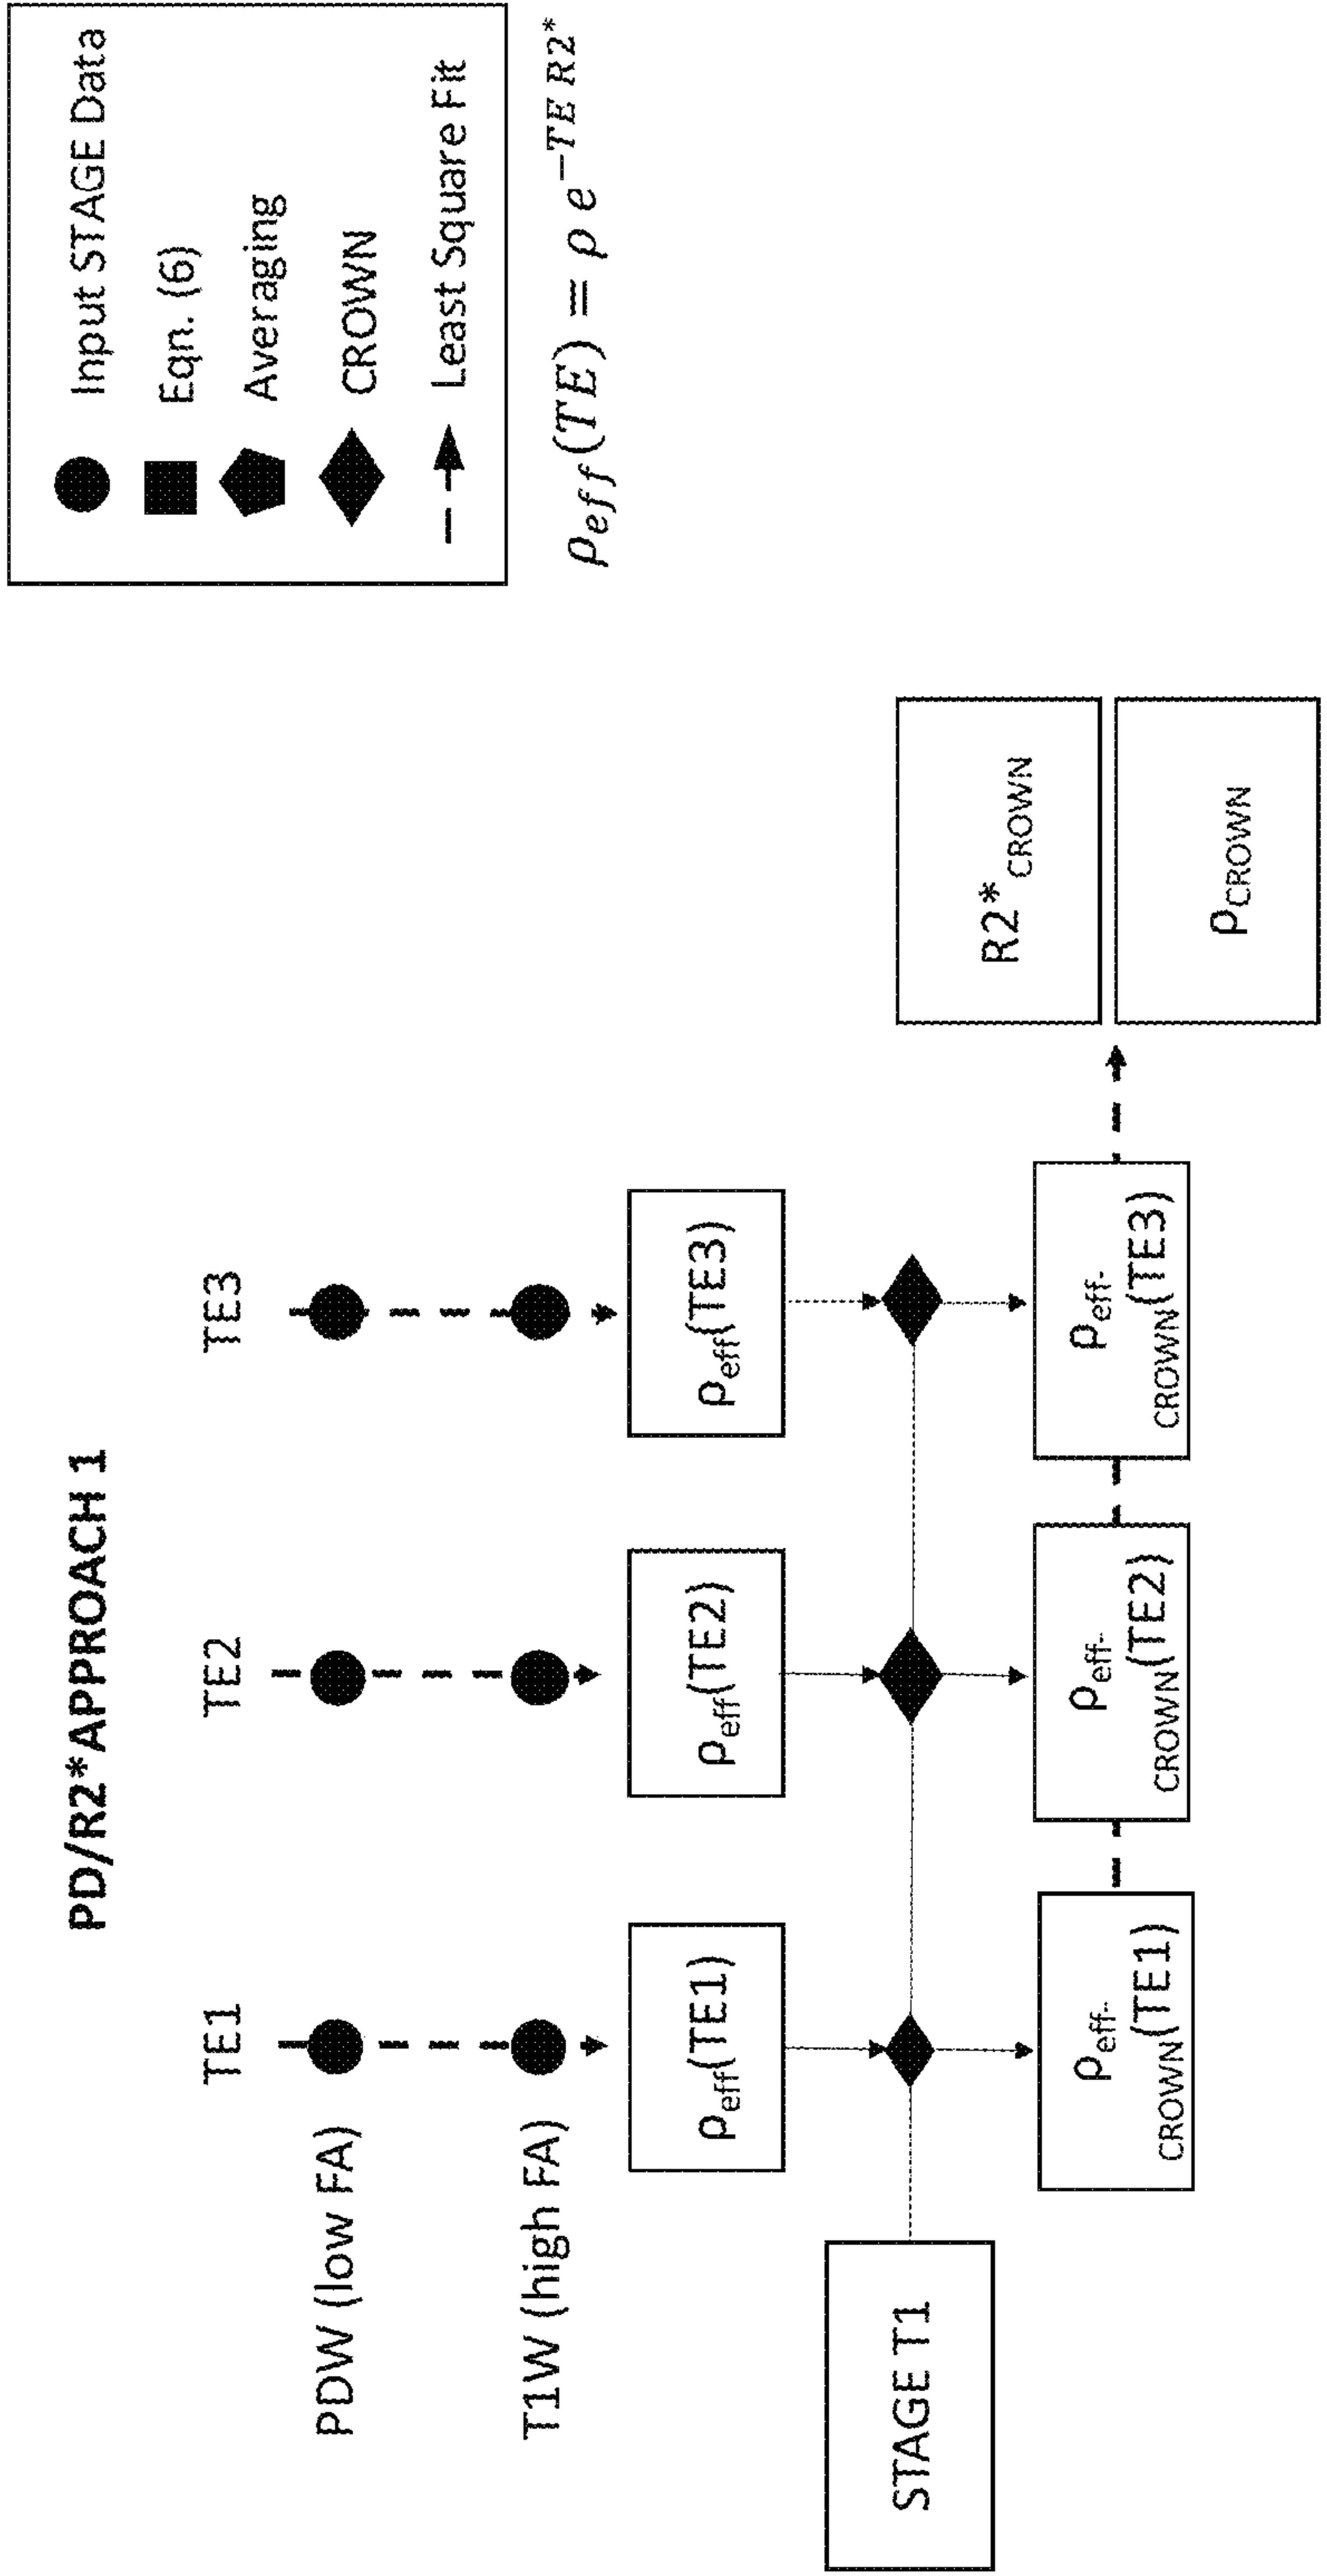 PD/R2*APPROACH 1
Input STAGE Data
Eqn. (6)
Averaging
CROWN
Least Square Fit
ρeff(TE) = ρ e^−TE R2*
TE1
TE2
TE3
PDW (low FA)
T1W (high FA)
ρeff(TE1)
ρeff(TE2)
ρeff(TE3)
STAGE T1
ρeff-
CROWN(TE1)
ρeff-
CROWN(TE2)
ρeff-
CROWN(TE3)
R2*CROWN
ρCROWN